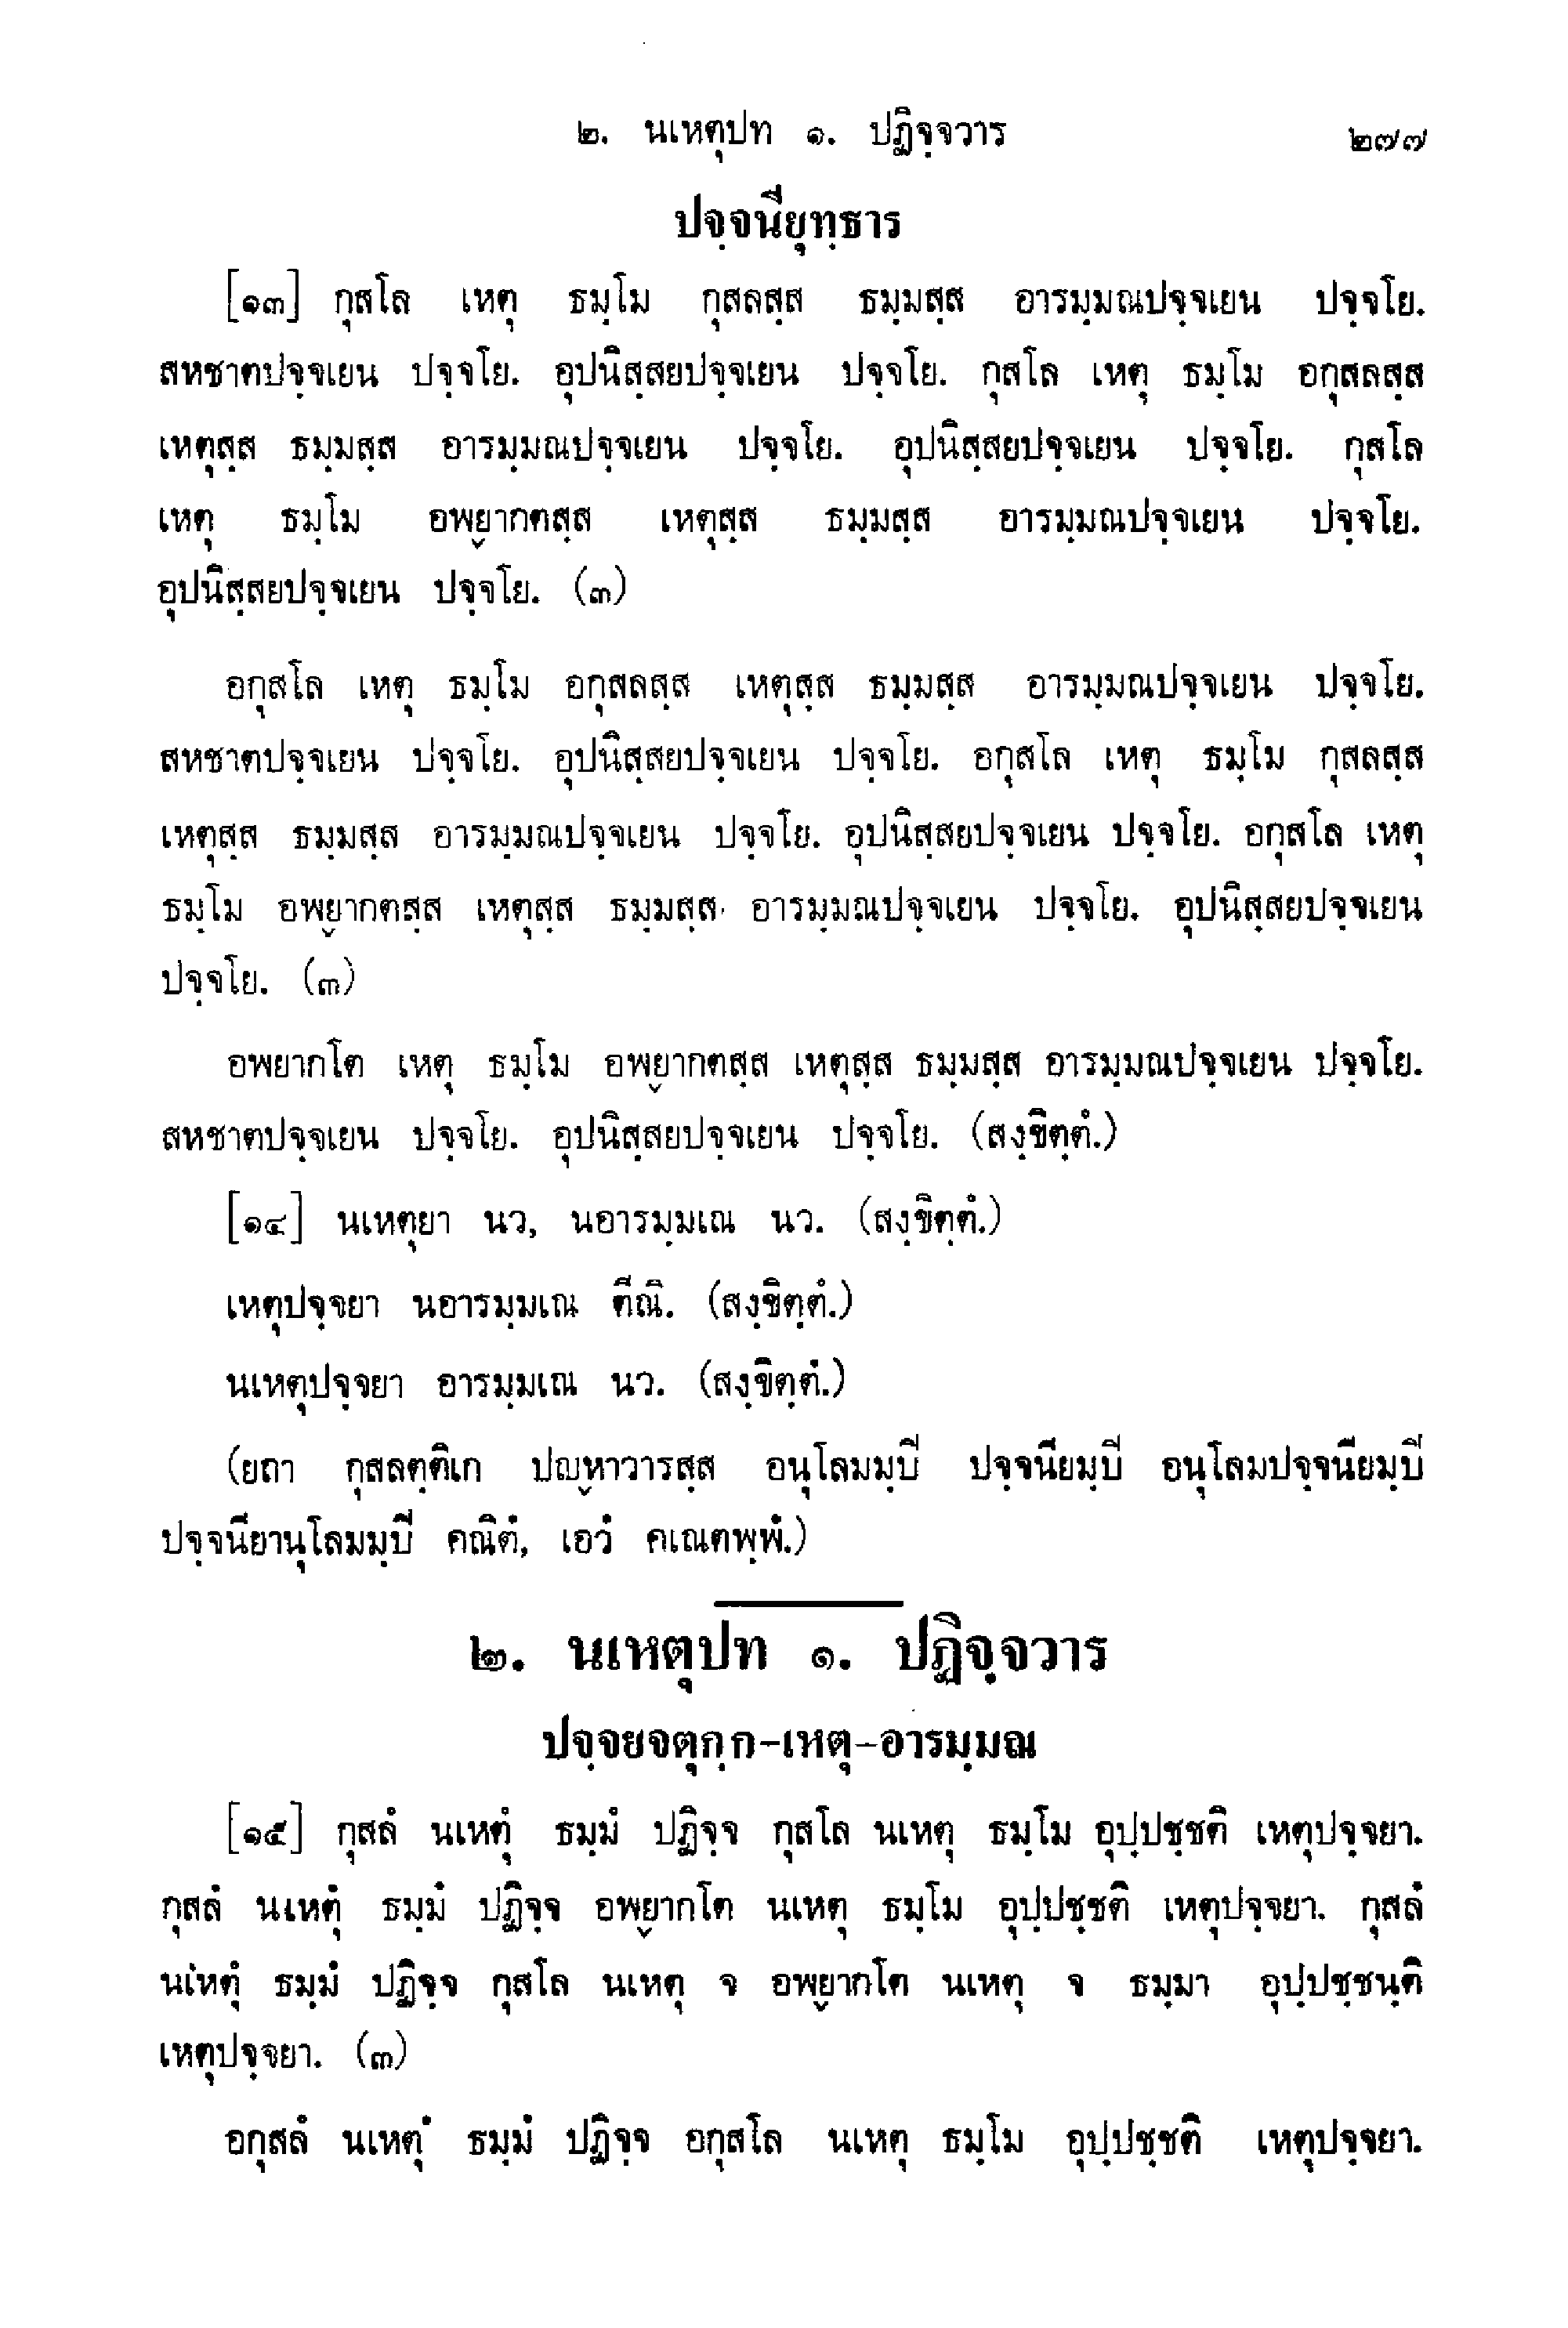 ๒. นเหตุปท ๑. ปฏิจฺจวาร ๒๗๗
ปจฺจนียุทฺธาร
[๑๓] กุสโล เหตุ ธมฺโม กุสลสฺส ธมฺมสฺส อารมฺมณปจฺจเยน ปจฺจโย.
สหชาตปจฺจเยน ปจฺจโย. อุปนิสฺสยปจฺจเยน ปจฺจโย. กุสโล เหตุ ธมฺโม อกุสลสฺส
เหตุสฺส ธมฺมสฺส อารมฺมณปจฺจเยน ปจฺจโย. อุปนิสฺสยปจฺจเยน ปจฺจโย. กุสโล
เหตุ ธมฺโม อพฺยากตสฺส เหตุสฺส ธมฺมสฺส อารมฺมณปจฺจเยน ปจฺจโย.
อุปนิสฺสยปจฺจเยน ปจฺจโย. (๓)
อกุสโล เหตุ ธมฺโม อกุสลสฺส เหตุสฺส ธมฺมสฺส อารมฺมณปจฺจเยน ปจฺจโย.
สหชาตปจฺจเยน ปจฺจโย. อุปนิสฺสยปจฺจเยน ปจฺจโย. อกุสโล เหตุ ธมฺโม กุสลสฺส
เหตุสฺส ธมฺมสฺส อารมฺมณปจฺจเยน ปจฺจโย. อุปนิสฺสยปจฺจเยน ปจฺจโย. อกุสโล เหตุ
ธมฺโม อพฺยากตสฺส เหตุสฺส ธมฺมสฺส อารมฺมณปจฺจเยน ปจฺจโย. อุปนิสฺสยปจฺจเยน
ปจฺจโย. (๓)
อพยากโต เหตุ ธมฺโม อพฺยากตสฺส เหตุสฺส ธมฺมสฺส อารมฺมณปจฺจเยน ปจฺจโย.
สหชาตปจฺจเยน ปจฺจโย. อุปนิสฺสยปจฺจเยน ปจฺจโย. (สงฺขิตฺตํ.)
[๑๔] นเหตุยา นว, นอารมฺมเณ นว. (สงฺขิตฺตํ.)
เหตุปจฺจยา นอารมฺมเณ ตีณิ. (สงฺขิตฺตํ.)
นเหตุปจฺจยา อารมฺมเณ นว. (สงฺขิตฺตํ.)
(ยถา กุสลตฺติเก ปญฺหาวารสฺส อนุโลมมฺปิ ปจฺจนียมฺปิ อนุโลมปจฺจนียมฺปิ
ปจฺจนียานุโลมมฺปิ คณิตํ, เอวํ คเณตพฺพํ.)
๒. นเหตุปท ๑. ปฏิจฺจวาร
ปจฺจยจตุกฺก-เหตุ-อารมฺมณ
[๑๕] กุสลํ นเหตุํ ธมฺมํ ปฏิจฺจ กุสโล นเหตุ ธมฺโม อุปฺปชฺชติ เหตุปจฺจยา.
กุสลํ นเหตุํ ธมฺมํ ปฏิจฺจ อพฺยากโต นเหตุ ธมฺโม อุปฺปชฺชติ เหตุปจฺจยา. กุสลํ
นเหตุํ ธมฺมํ ปฏิจฺจ กุสโล นเหตุ จ อพฺยากโต นเหตุ จ ธมฺมา อุปฺปชฺชนฺติ
เหตุปจฺจยา. (๓)
อกุสลํ นเหตุํ ธมฺมํ ปฏิจฺจ อกุสโล นเหตุ ธมฺโม อุปฺปชฺชติ เหตุปจฺจยา.